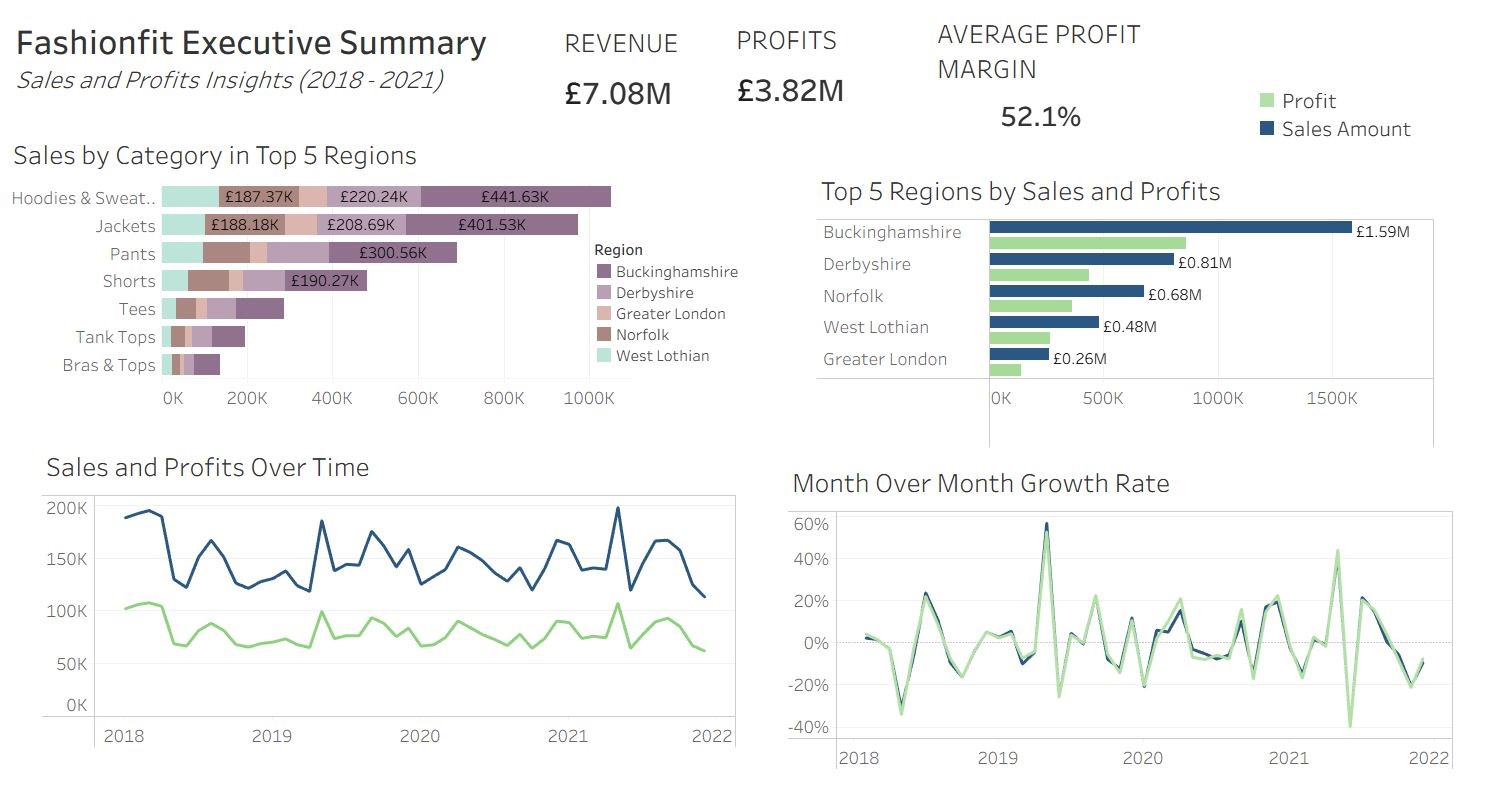 Fashionfit Executive Summary
Sales and Profits Insights (2018 - 2021)
REVENUE
£7.08M
PROFITS
£3.82M
AVERAGE PROFIT
MARGIN
52.1%
Profit
Sales Amount
Sales by Category in Top 5 Regions
Hoodies & Sweat.. £187.37K £220.24K £441.63K
Jackets £188.18K £208.69K £401.53K
Pants £300.56K
Shorts £190.27K
Tees
Tank Tops
Bras & Tops
0K 200K 400K 600K 800K 1000K
Region
Buckinghamshire
Derbyshire
Greater London
Norfolk
West Lothian
Top 5 Regions by Sales and Profits
Buckinghamshire £1.59M
Derbyshire £0.81M
Norfolk £0.68M
West Lothian £0.48M
Greater London £0.26M
0K 500K 1000K 1500K
Sales and Profits Over Time
200K
150K
100K
50K
0K
2018 2019 2020 2021 2022
Month Over Month Growth Rate
60%
40%
20%
0%
-20%
-40%
2018 2019 2020 2021 2022